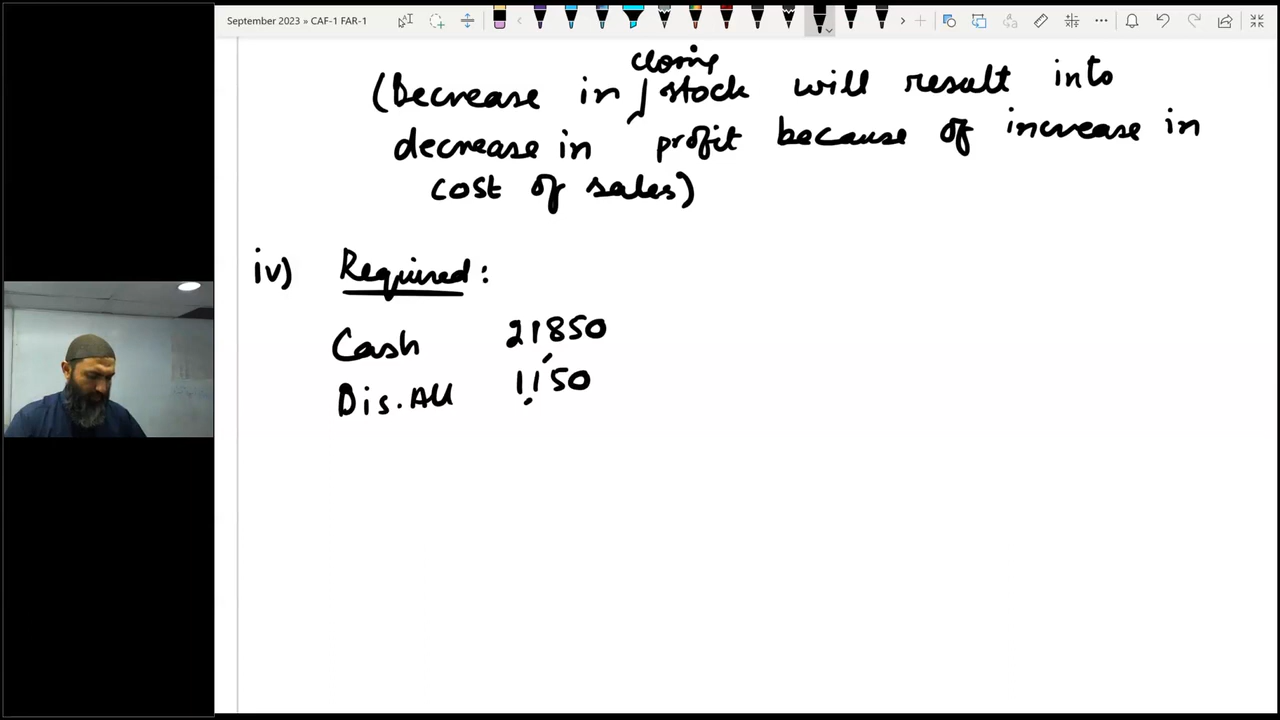 September 2023 » CAF-1 FAR-1
closing
(Decrease in stock will result into
decrease in profit because of increase in
cost of sales)
iv) Required:
Cash 21850
Dis.All 1150